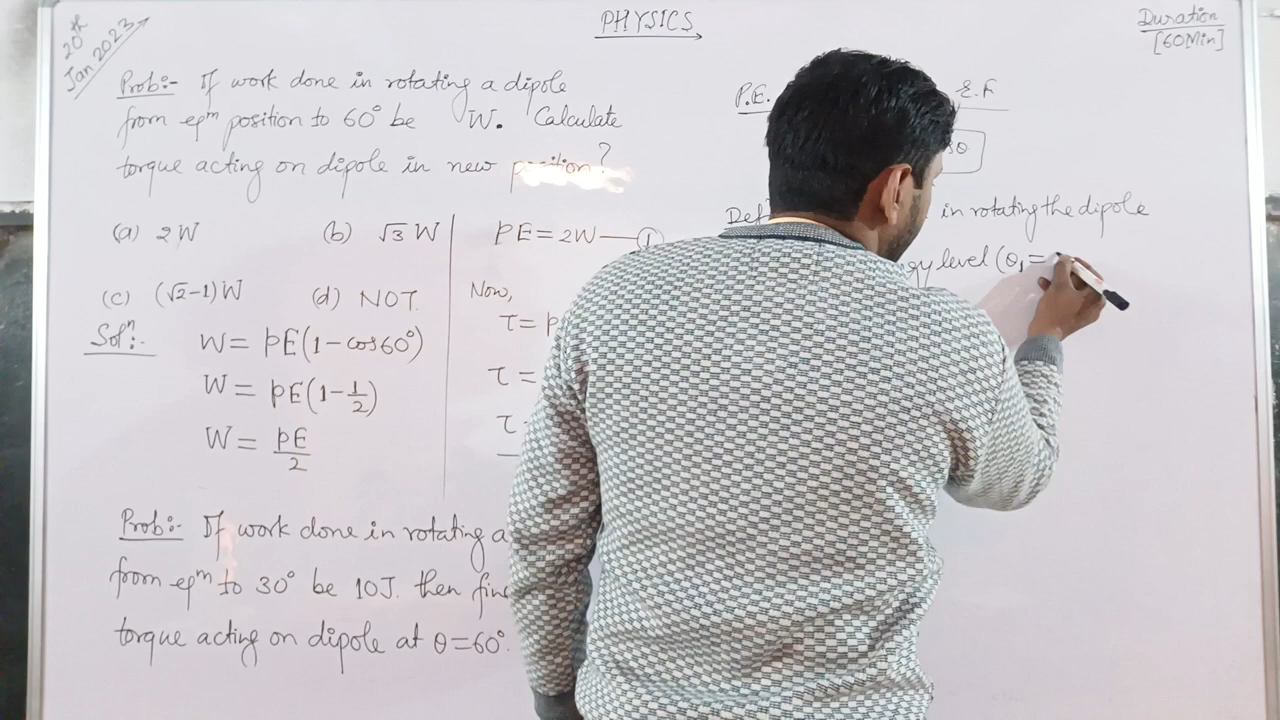 20th
Jan 2023
PHYSICS
Duration
[60Min]
Prob:- If work done in rotating a dipole
from eqm position to 60° be W. Calculate
torque acting on dipole in new position?
(a) 2W
(b) √3 W
(c) (√2-1)W
(d) NOT.
Soln:-
W = PE(1-cos60°)
W = PE(1-1/2)
W = PE/2
PE = 2W — ①
Now,
τ = P
τ =
τ
Prob:- If work done in rotating a
from eqm to 30° be 10J. then fin
torque acting on dipole at θ=60°.
P.E.
E.F
θ
Def
in rotating the dipole
gy level (θ₁ =